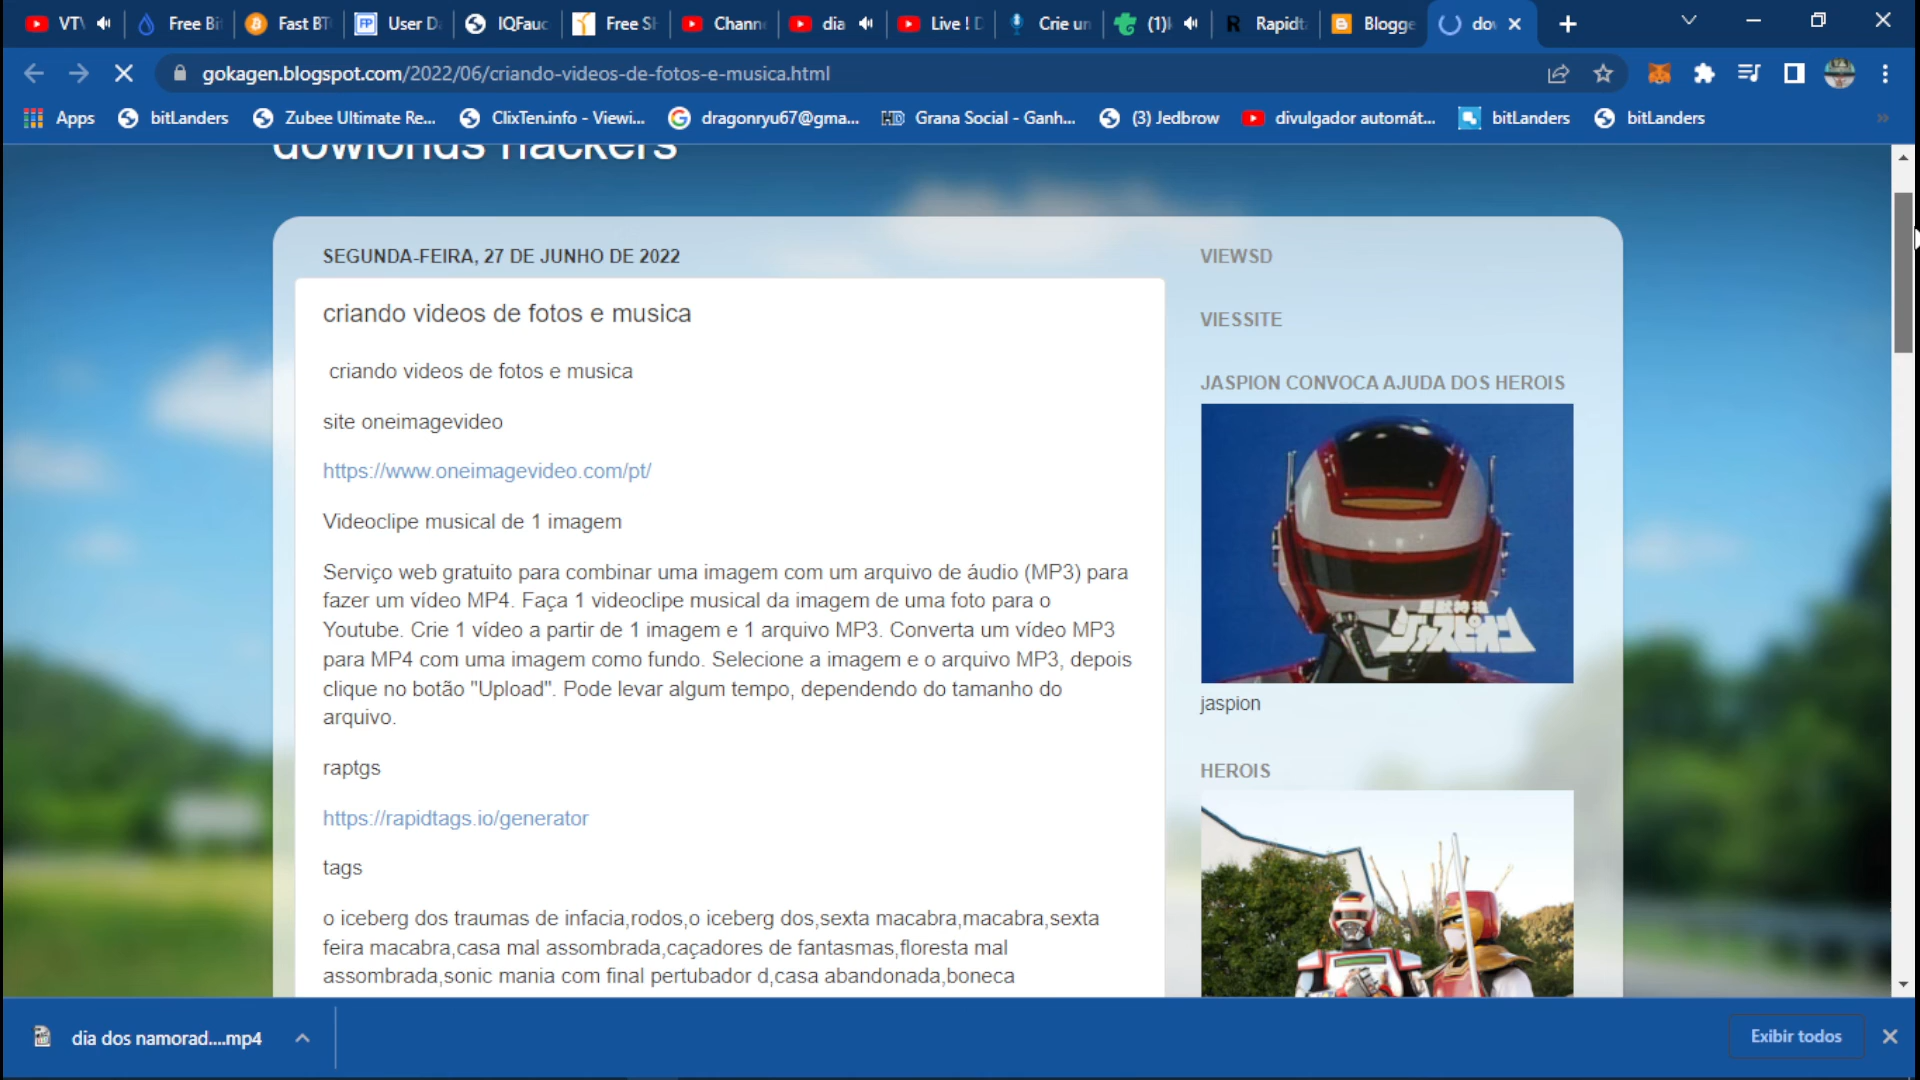 VT
Free Bi
Fast BT
User D
IQFauc
Free S
Chann
dia
Live ! D
Crie un
(1)
Rapidt
Blogge
do
gokagen.blogspot.com/2022/06/criando-videos-de-fotos-e-musica.html
Apps
bitLanders
Zubee Ultimate Re...
ClixTen.info - Viewi...
dragonryu67@gma...
Grana Social - Ganh...
(3) Jedbrow
divulgador automát...
bitLanders
bitLanders
dowlonds hackers
SEGUNDA-FEIRA, 27 DE JUNHO DE 2022
criando videos de fotos e musica
criando videos de fotos e musica
site oneimagevideo
https://www.oneimagevideo.com/pt/
Videoclipe musical de 1 imagem
Serviço web gratuito para combinar uma imagem com um arquivo de áudio (MP3) para
fazer um vídeo MP4. Faça 1 videoclipe musical da imagem de uma foto para o
Youtube. Crie 1 vídeo a partir de 1 imagem e 1 arquivo MP3. Converta um vídeo MP3
para MP4 com uma imagem como fundo. Selecione a imagem e o arquivo MP3, depois
clique no botão "Upload". Pode levar algum tempo, dependendo do tamanho do
arquivo.
raptgs
https://rapidtags.io/generator
tags
o iceberg dos traumas de infacia,rodos,o iceberg dos,sexta macabra,macabra,sexta
feira macabra,casa mal assombrada,caçadores de fantasmas,floresta mal
assombrada,sonic mania com final pertubador d,casa abandonada,boneca
VIEWSD
VIESSITE
JASPION CONVOCA AJUDA DOS HEROIS
ジャスピオン
jaspion
HEROIS
dia dos namorad....mp4
Exibir todos